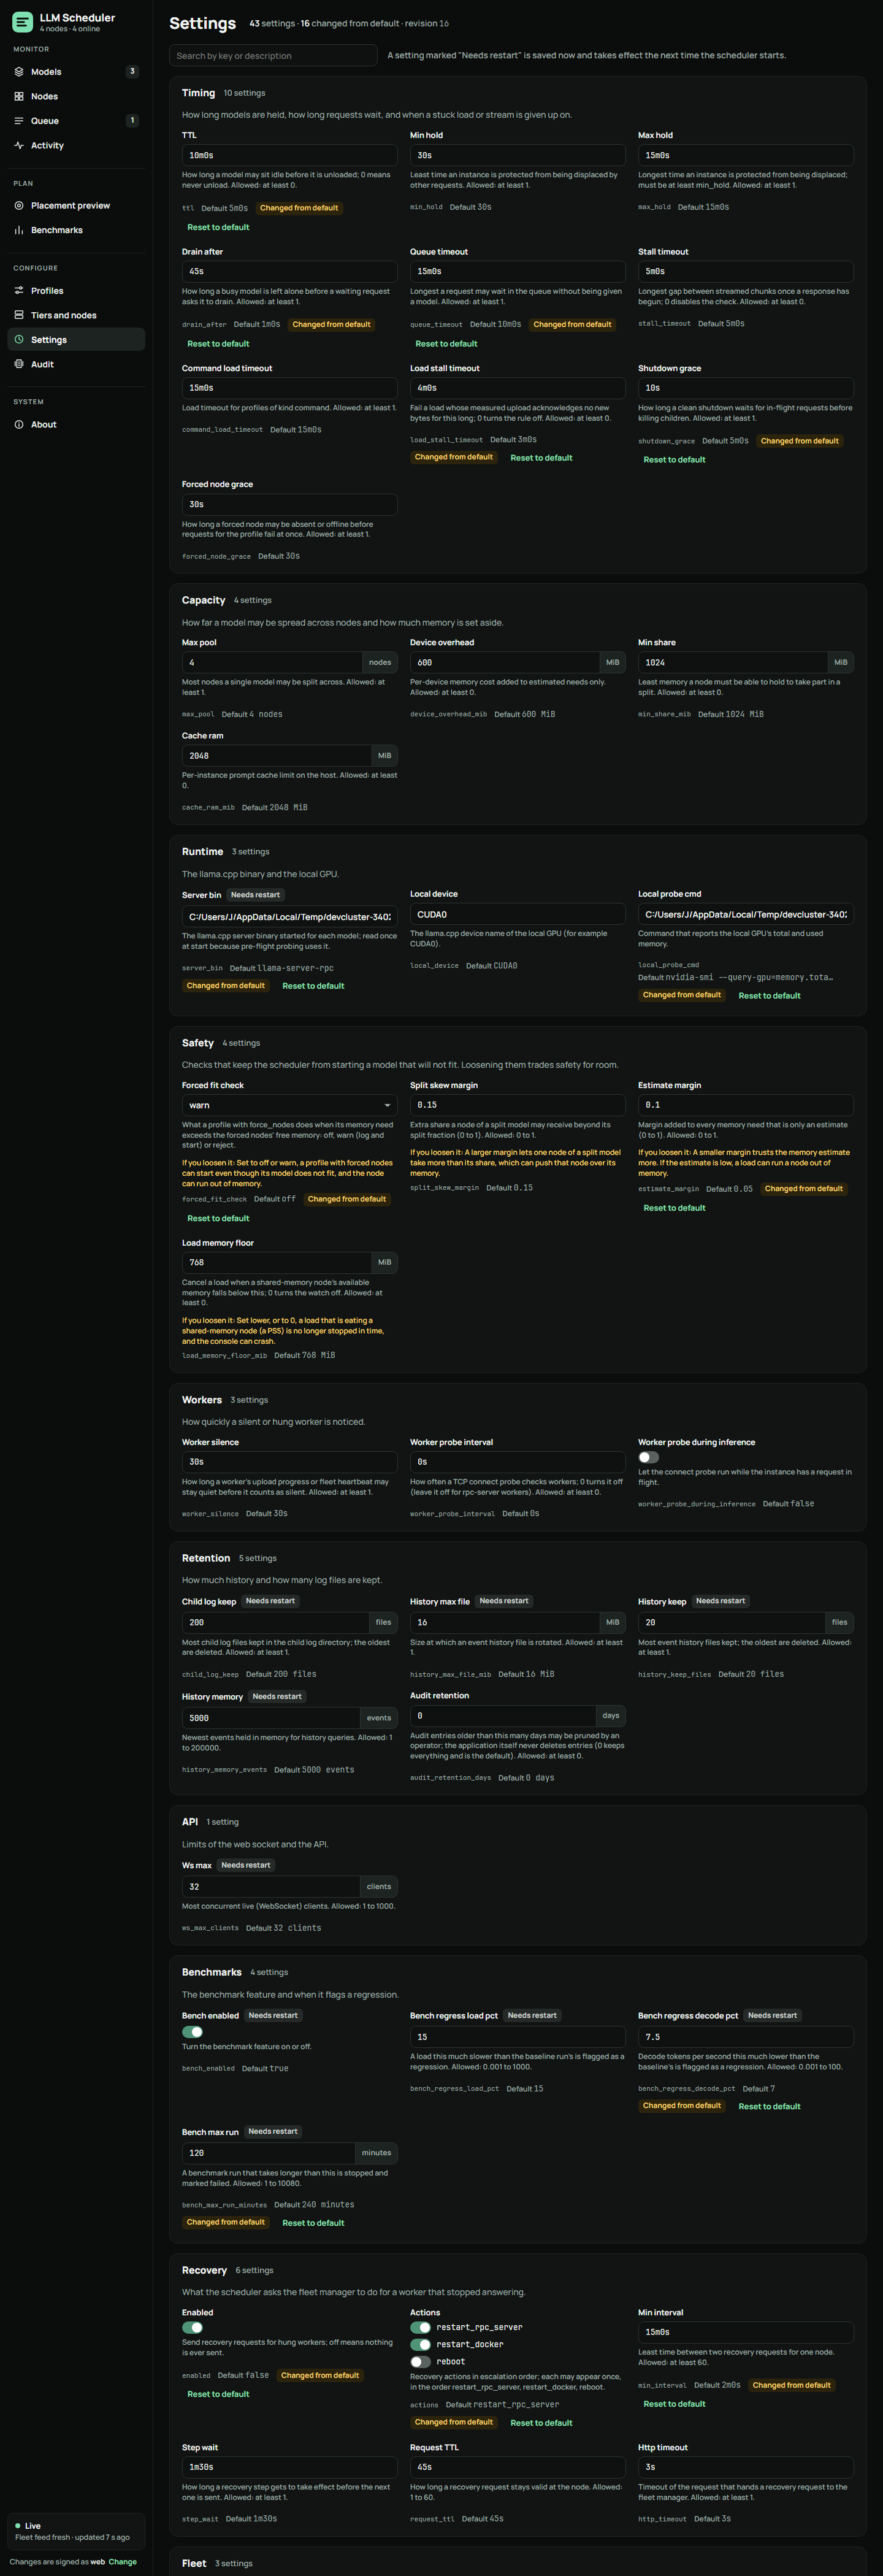 LLM Scheduler
4 nodes · 4 online
MONITOR
Models 3
Nodes
Queue 1
Activity
PLAN
Placement preview
Benchmarks
CONFIGURE
Profiles
Tiers and nodes
Settings
Audit
SYSTEM
About
Live
Fleet feed fresh · updated 7 s ago
Changes are signed as web Change
Settings 43 settings · 16 changed from default · revision 16
Search by key or description
A setting marked "Needs restart" is saved now and takes effect the next time the scheduler starts.
Timing 10 settings
How long models are held, how long requests wait, and when a stuck load or stream is given up on.
TTL
10m0s
How long a model may sit idle before it is unloaded; 0 means
never unload. Allowed: at least 0.
ttl Default 5m0s Changed from default
Reset to default
Min hold
30s
Least time an instance is protected from being displaced by
other requests. Allowed: at least 1.
min_hold Default 30s
Max hold
15m0s
Longest time an instance is protected from being displaced;
must be at least min_hold. Allowed: at least 1.
max_hold Default 15m0s
Drain after
45s
How long a busy model is left alone before a waiting request
asks it to drain. Allowed: at least 1.
drain_after Default 1m0s Changed from default
Reset to default
Queue timeout
15m0s
Longest a request may wait in the queue without being given
a model. Allowed: at least 1.
queue_timeout Default 10m0s Changed from default
Reset to default
Stall timeout
5m0s
Longest gap between streamed chunks once a response has
begun; 0 disables the check. Allowed: at least 0.
stall_timeout Default 5m0s
Command load timeout
15m0s
Load timeout for profiles of kind command. Allowed: at least 1.
command_load_timeout Default 15m0s
Load stall timeout
4m0s
Fail a load whose measured upload acknowledges no new
bytes for this long; 0 turns the rule off. Allowed: at least 0.
load_stall_timeout Default 3m0s
Changed from default Reset to default
Shutdown grace
10s
How long a clean shutdown waits for in-flight requests before
killing children. Allowed: at least 1.
shutdown_grace Default 5m0s Changed from default
Reset to default
Forced node grace
30s
How long a forced node may be absent or offline before
requests for the profile fail at once. Allowed: at least 1.
forced_node_grace Default 30s
Capacity 4 settings
How far a model may be spread across nodes and how much memory is set aside.
Max pool
4 nodes
Most nodes a single model may be split across. Allowed: at
least 1.
max_pool Default 4 nodes
Device overhead
600 MiB
Per-device memory cost added to estimated needs only.
Allowed: at least 0.
device_overhead_mib Default 600 MiB
Min share
1024 MiB
Least memory a node must be able to hold to take part in a
split. Allowed: at least 0.
min_share_mib Default 1024 MiB
Cache ram
2048 MiB
Per-instance prompt cache limit on the host. Allowed: at least
0.
cache_ram_mib Default 2048 MiB
Runtime 3 settings
The llama.cpp binary and the local GPU.
Server bin Needs restart
C:/Users/J/AppData/Local/Temp/devcluster-3402
The llama.cpp server binary started for each model; read once
at start because pre-flight probing uses it.
server_bin Default llama-server-rpc
Changed from default Reset to default
Local device
CUDA0
The llama.cpp device name of the local GPU (for example
CUDA0).
local_device Default CUDA0
Local probe cmd
C:/Users/J/AppData/Local/Temp/devcluster-3402
Command that reports the local GPU's total and used
memory.
local_probe_cmd
Default nvidia-smi --query-gpu=memory.tota…
Changed from default Reset to default
Safety 4 settings
Checks that keep the scheduler from starting a model that will not fit. Loosening them trades safety for room.
Forced fit check
warn
What a profile with force_nodes does when its memory need
exceeds the forced nodes' free memory: off, warn (log and
start) or reject.
If you loosen it: Set to off or warn, a profile with forced nodes
can start even though its model does not fit, and the node
can run out of memory.
forced_fit_check Default off Changed from default
Reset to default
Split skew margin
0.15
Extra share a node of a split model may receive beyond its
split fraction (0 to 1). Allowed: 0 to 1.
If you loosen it: A larger margin lets one node of a split model
take more than its share, which can push that node over its
memory.
split_skew_margin Default 0.15
Estimate margin
0.1
Margin added to every memory need that is only an estimate
(0 to 1). Allowed: 0 to 1.
If you loosen it: A smaller margin trusts the memory estimate
more. If the estimate is low, a load can run a node out of
memory.
estimate_margin Default 0.05 Changed from default
Reset to default
Load memory floor
768 MiB
Cancel a load when a shared-memory node's available
memory falls below this; 0 turns the watch off. Allowed: at
least 0.
If you loosen it: Set lower, or to 0, a load that is eating a
shared-memory node (a PS5) is no longer stopped in time,
and the console can crash.
load_memory_floor_mib Default 768 MiB
Workers 3 settings
How quickly a silent or hung worker is noticed.
Worker silence
30s
How long a worker's upload progress or fleet heartbeat may
stay quiet before it counts as silent. Allowed: at least 1.
worker_silence Default 30s
Worker probe interval
0s
How often a TCP connect probe checks workers; 0 turns it off
(leave it off for rpc-server workers). Allowed: at least 0.
worker_probe_interval Default 0s
Worker probe during inference
Let the connect probe run while the instance has a request in
flight.
worker_probe_during_inference Default false
Retention 5 settings
How much history and how many log files are kept.
Child log keep Needs restart
200 files
Most child log files kept in the child log directory; the oldest
are deleted. Allowed: at least 1.
child_log_keep Default 200 files
History max file Needs restart
16 MiB
Size at which an event history file is rotated. Allowed: at least
1.
history_max_file_mib Default 16 MiB
History keep Needs restart
20 files
Most event history files kept; the oldest are deleted. Allowed:
at least 1.
history_keep_files Default 20 files
History memory Needs restart
5000 events
Newest events held in memory for history queries. Allowed: 1
to 200000.
history_memory_events Default 5000 events
Audit retention
0 days
Audit entries older than this many days may be pruned by an
operator; the application itself never deletes entries (0 keeps
everything and is the default). Allowed: at least 0.
audit_retention_days Default 0 days
API 1 setting
Limits of the web socket and the API.
Ws max Needs restart
32 clients
Most concurrent live (WebSocket) clients. Allowed: 1 to 1000.
ws_max_clients Default 32 clients
Benchmarks 4 settings
The benchmark feature and when it flags a regression.
Bench enabled Needs restart
Turn the benchmark feature on or off.
bench_enabled Default true
Bench regress load pct Needs restart
15
A load this much slower than the baseline run's is flagged as a
regression. Allowed: 0.001 to 1000.
bench_regress_load_pct Default 15
Bench regress decode pct Needs restart
7.5
Decode tokens per second this much lower than the
baseline's is flagged as a regression. Allowed: 0.001 to 100.
bench_regress_decode_pct Default 7
Changed from default Reset to default
Bench max run Needs restart
120 minutes
A benchmark run that takes longer than this is stopped and
marked failed. Allowed: 1 to 10080.
bench_max_run_minutes Default 240 minutes
Changed from default Reset to default
Recovery 6 settings
What the scheduler asks the fleet manager to do for a worker that stopped answering.
Enabled
Send recovery requests for hung workers; off means nothing
is ever sent.
enabled Default false Changed from default
Reset to default
Actions
restart_rpc_server
restart_docker
reboot
Recovery actions in escalation order; each may appear once,
in the order restart_rpc_server, restart_docker, reboot.
actions Default restart_rpc_server
Changed from default Reset to default
Min interval
15m0s
Least time between two recovery requests for one node.
Allowed: at least 60.
min_interval Default 2m0s Changed from default
Reset to default
Step wait
1m30s
How long a recovery step gets to take effect before the next
one is sent. Allowed: at least 1.
step_wait Default 1m30s
Request TTL
45s
How long a recovery request stays valid at the node. Allowed:
1 to 60.
request_ttl Default 45s
Http timeout
3s
Timeout of the request that hands a recovery request to the
fleet manager. Allowed: at least 1.
http_timeout Default 3s
Fleet 3 settings